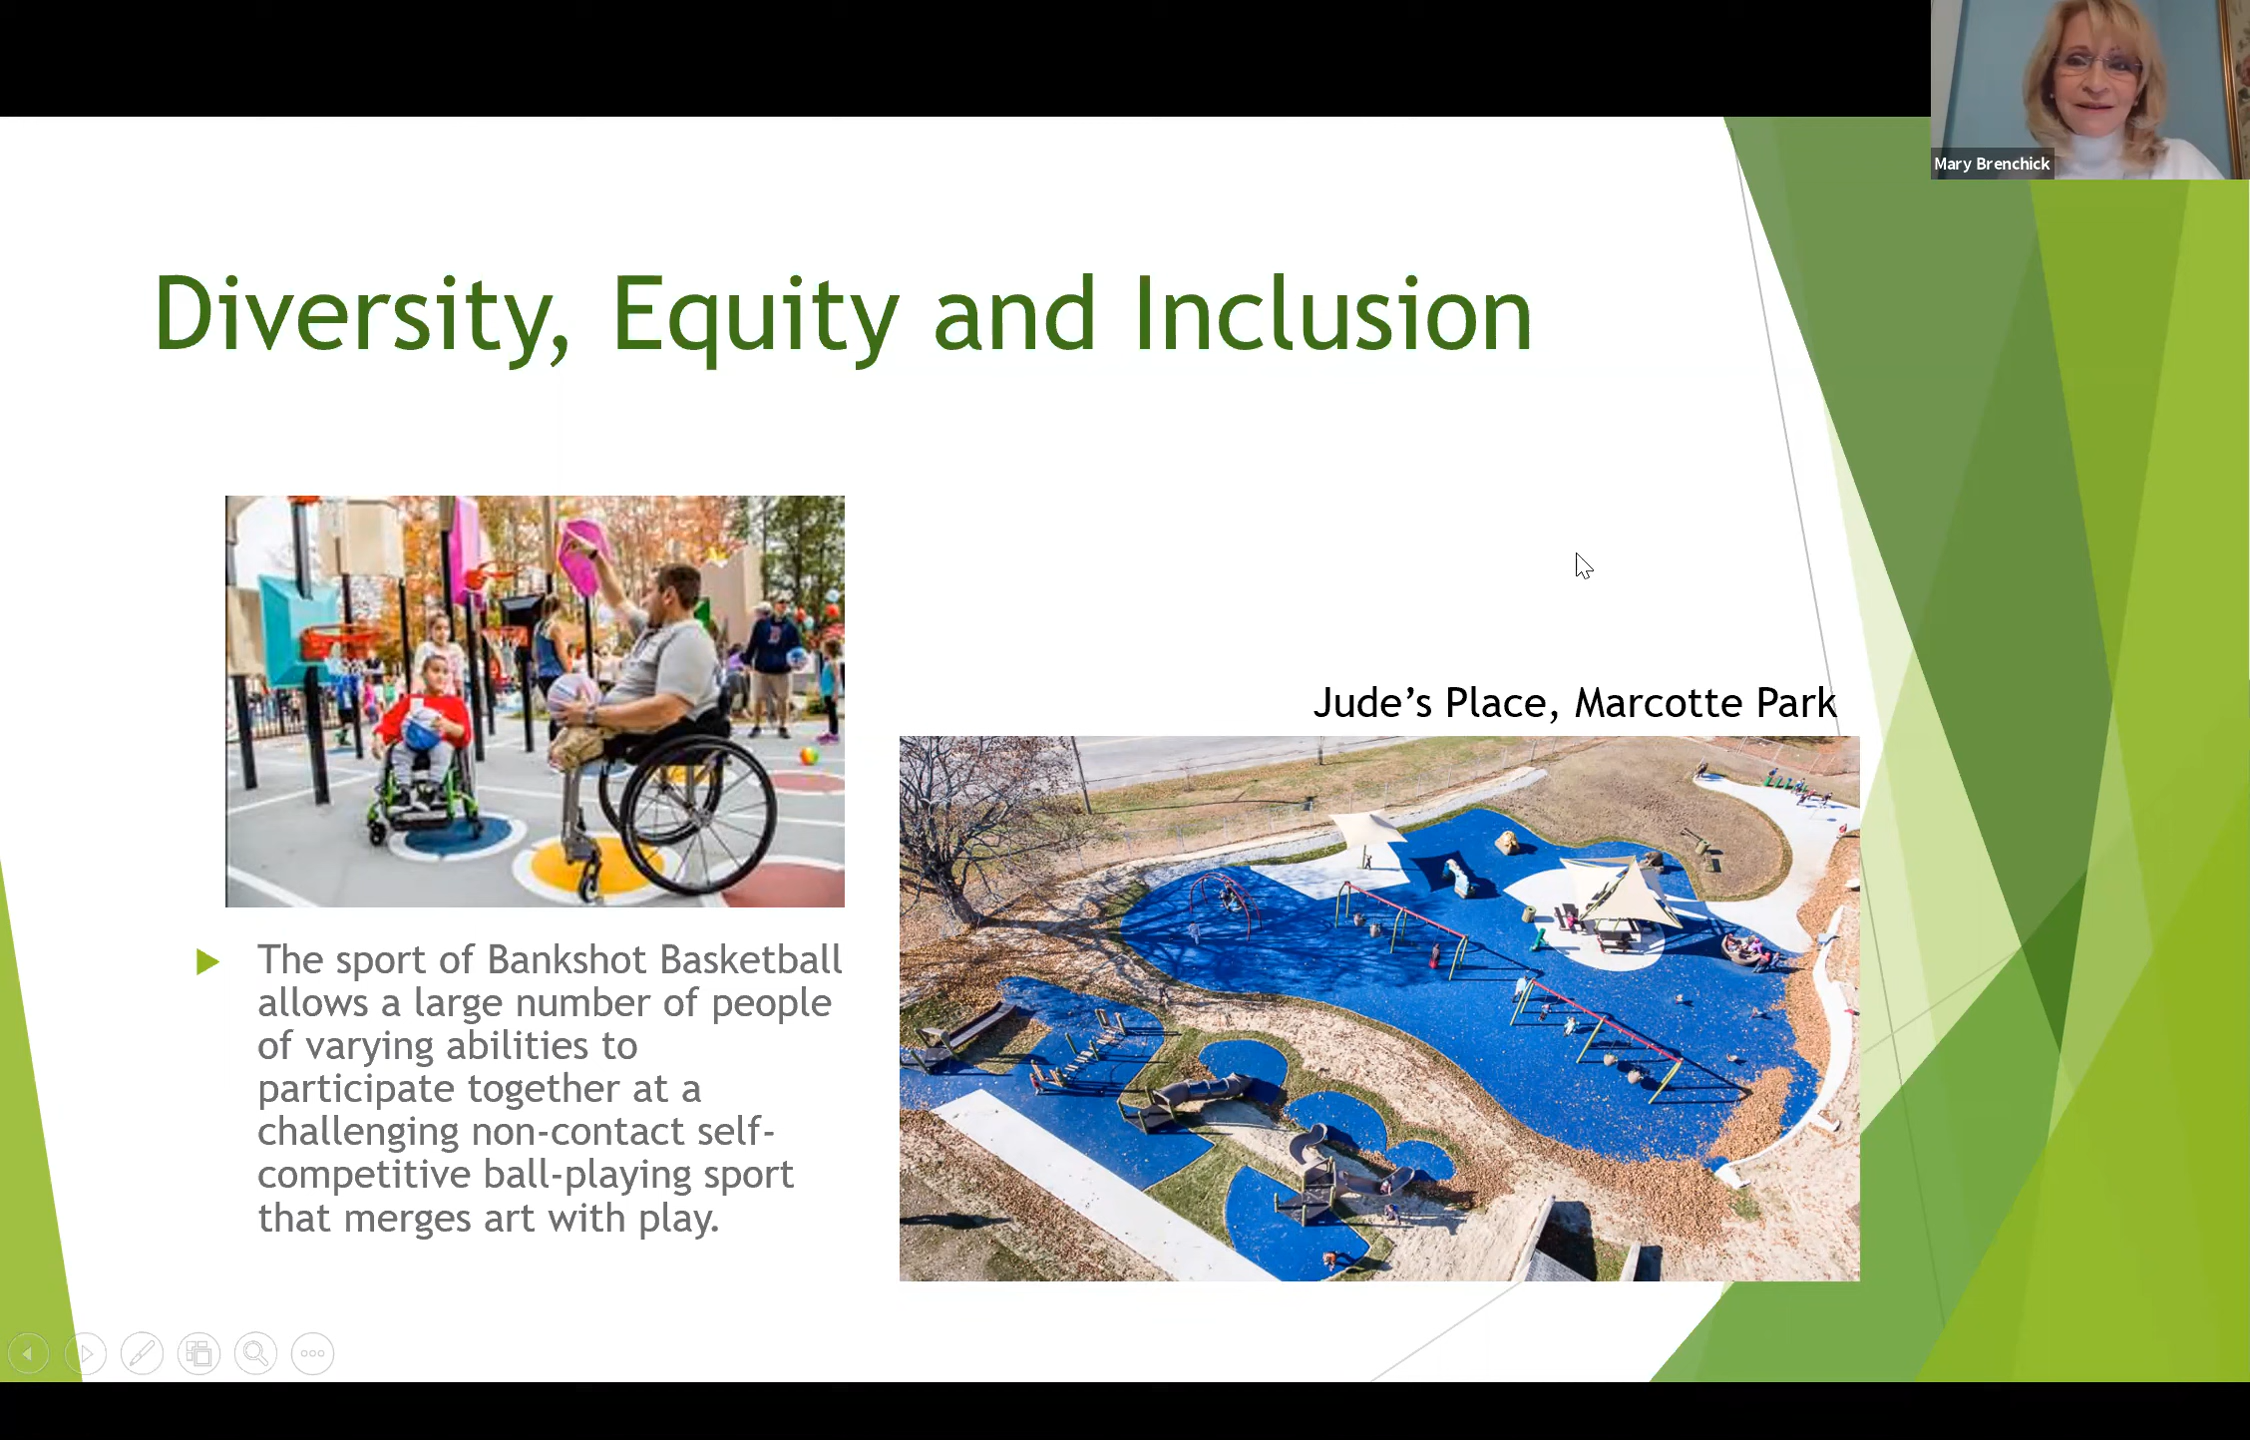 Mary Brenchick
Diversity, Equity and Inclusion
Jude’s Place, Marcotte Park
The sport of Bankshot Basketball
allows a large number of people
of varying abilities to
participate together at a
challenging non-contact self-
competitive ball-playing sport
that merges art with play.